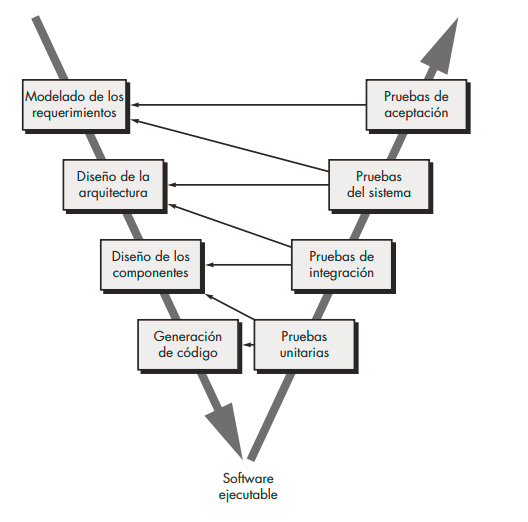 Modelado de los
requerimientos
Pruebas de
aceptación
Diseño de la
arquitectura
Pruebas
del sistema
Diseño de los
componentes
Pruebas de
integración
Generación
de código
Pruebas
unitarias
Software
ejecutable